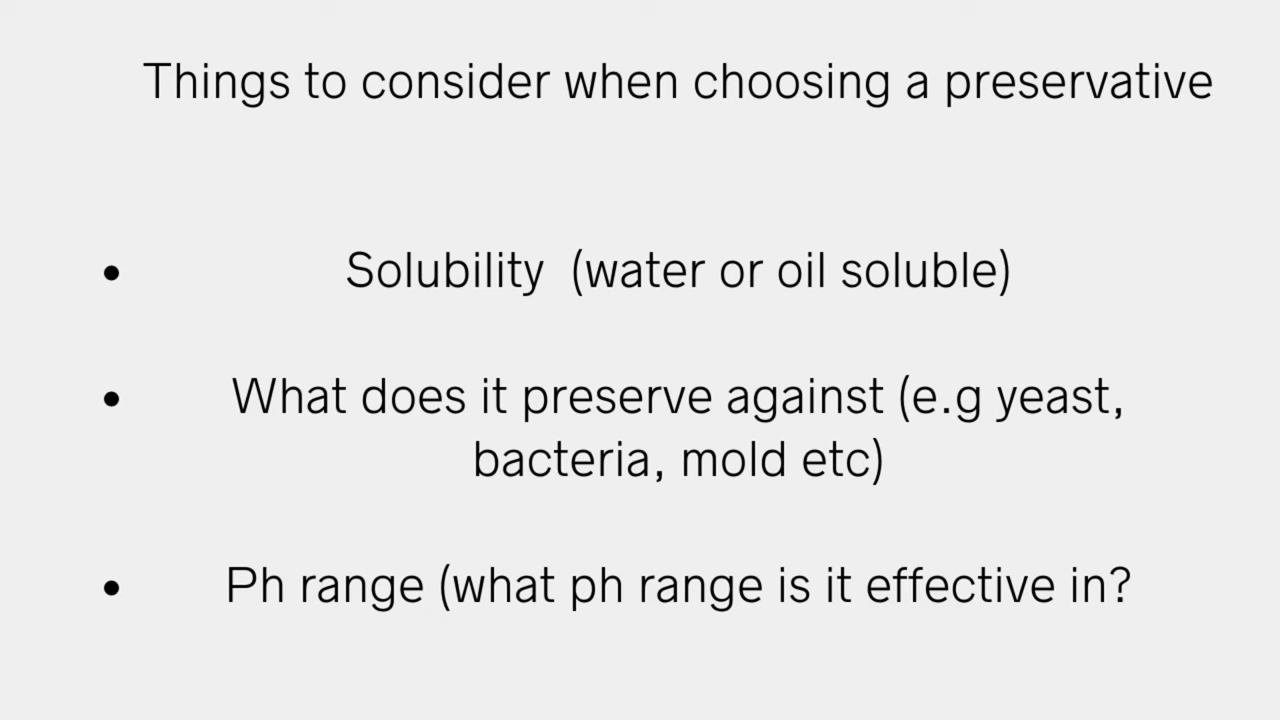 Things to consider when choosing a preservative
• Solubility  (water or oil soluble)
• What does it preserve against (e.g yeast,
bacteria, mold etc)
• Ph range (what ph range is it effective in?